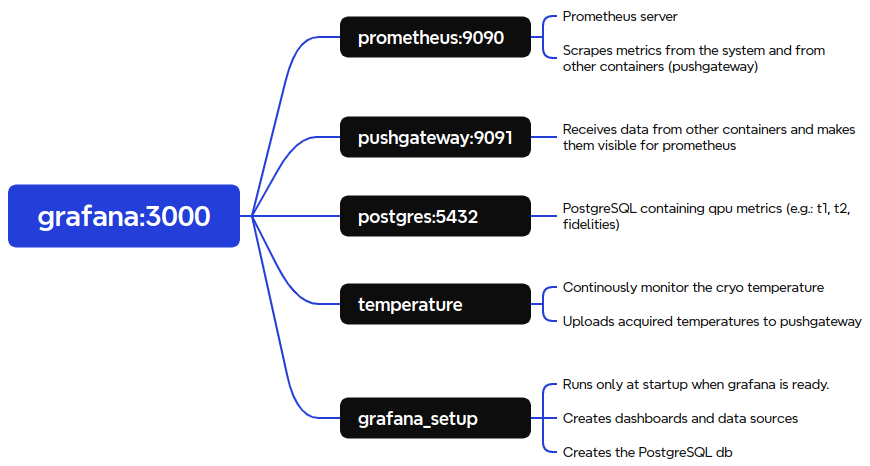 grafana:3000
prometheus:9090
Prometheus server
Scrapes metrics from the system and from
other containers (pushgateway)
pushgateway:9091
Receives data from other containers and makes
them visible for prometheus
postgres:5432
PostgreSQL containing qpu metrics (e.g.: t1, t2,
fidelities)
temperature
Continously monitor the cryo temperature
Uploads acquired temperatures to pushgateway
grafana_setup
Runs only at startup when grafana is ready.
Creates dashboards and data sources
Creates the PostgreSQL db